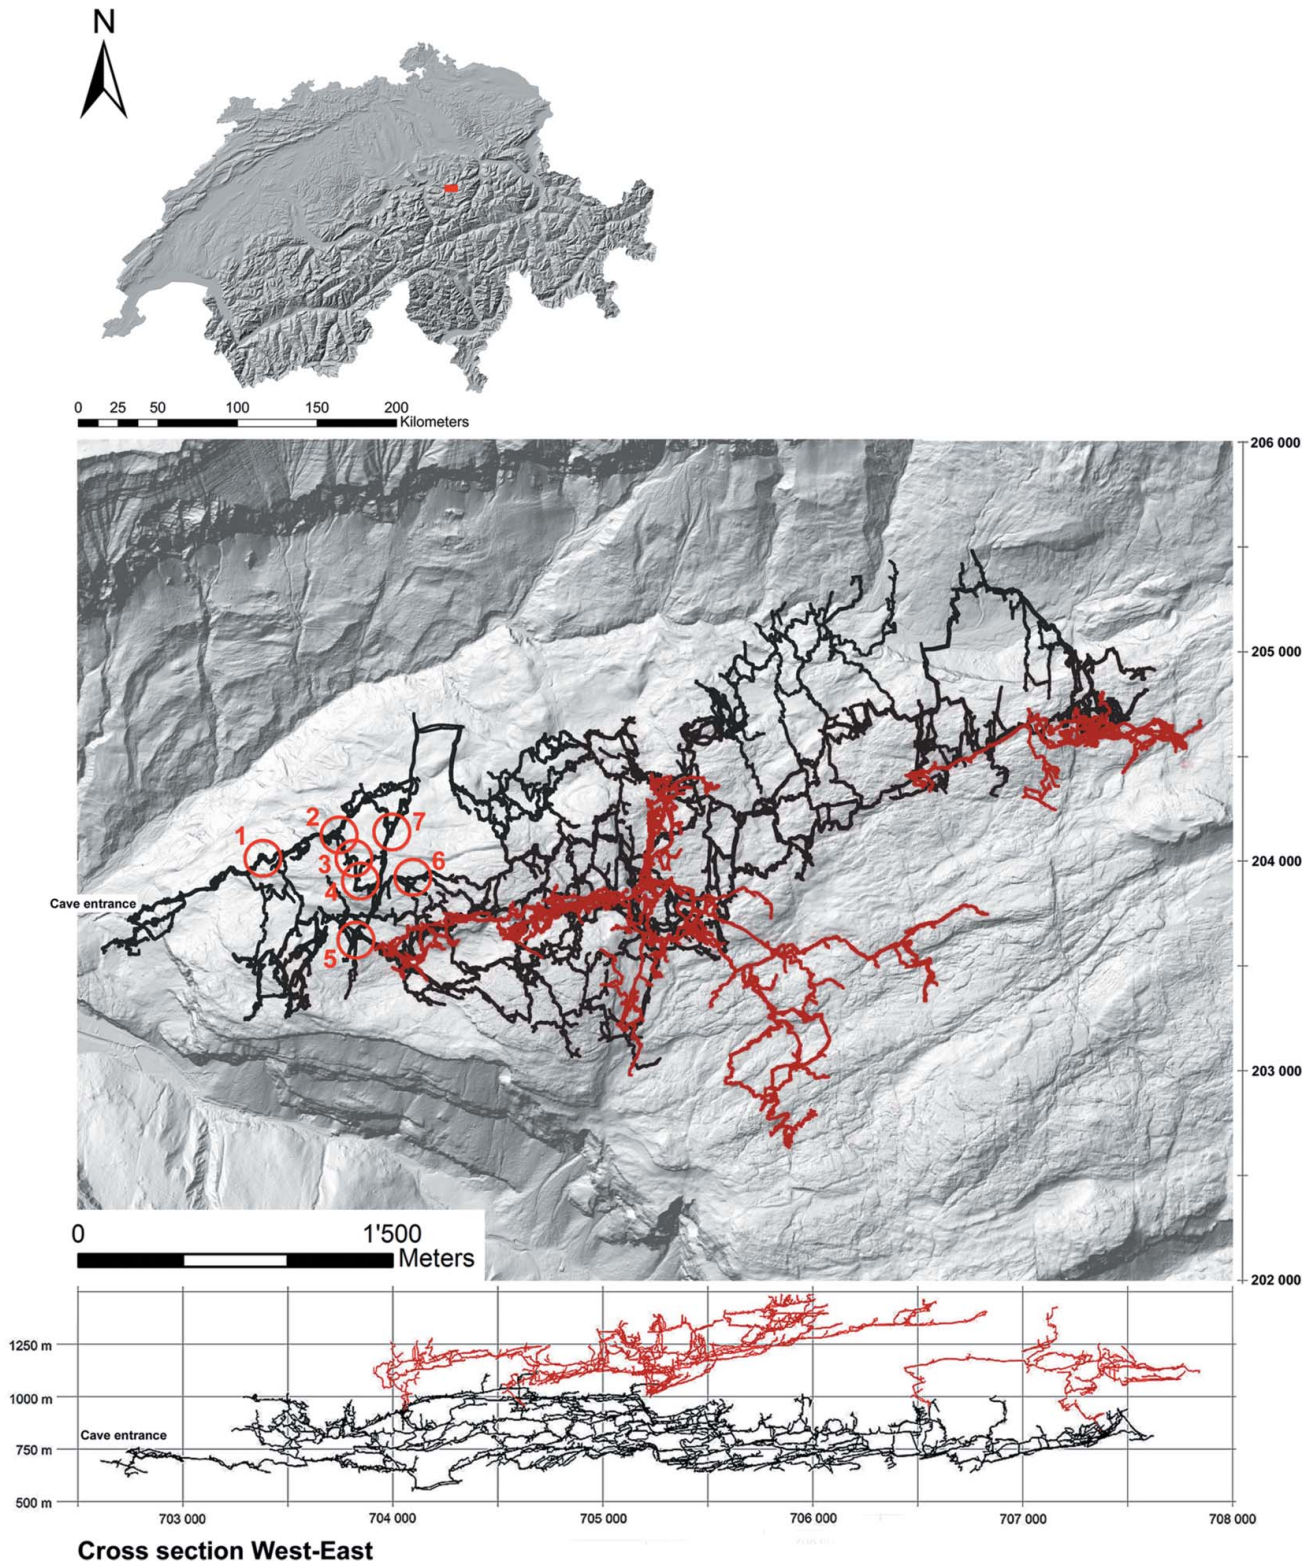 N
0 25 50 100 150 200
Kilometers
206 000
205 000
204 000
203 000
202 000
1
2
3
4
5
6
7
Cave entrance
0 1'500
Meters
1250 m
1000 m
750 m
500 m
Cave entrance
703 000 704 000 705 000 706 000 707 000 708 000
Cross section West-East